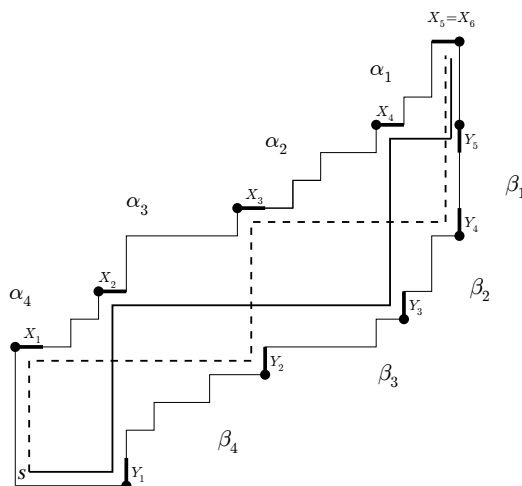 X₅=X₆
α₁
X₄
α₂
Y₅
β₁
X₃
α₃
Y₄
X₂
β₂
α₄
Y₃
X₁
Y₂
β₃
β₄
s
Y₁